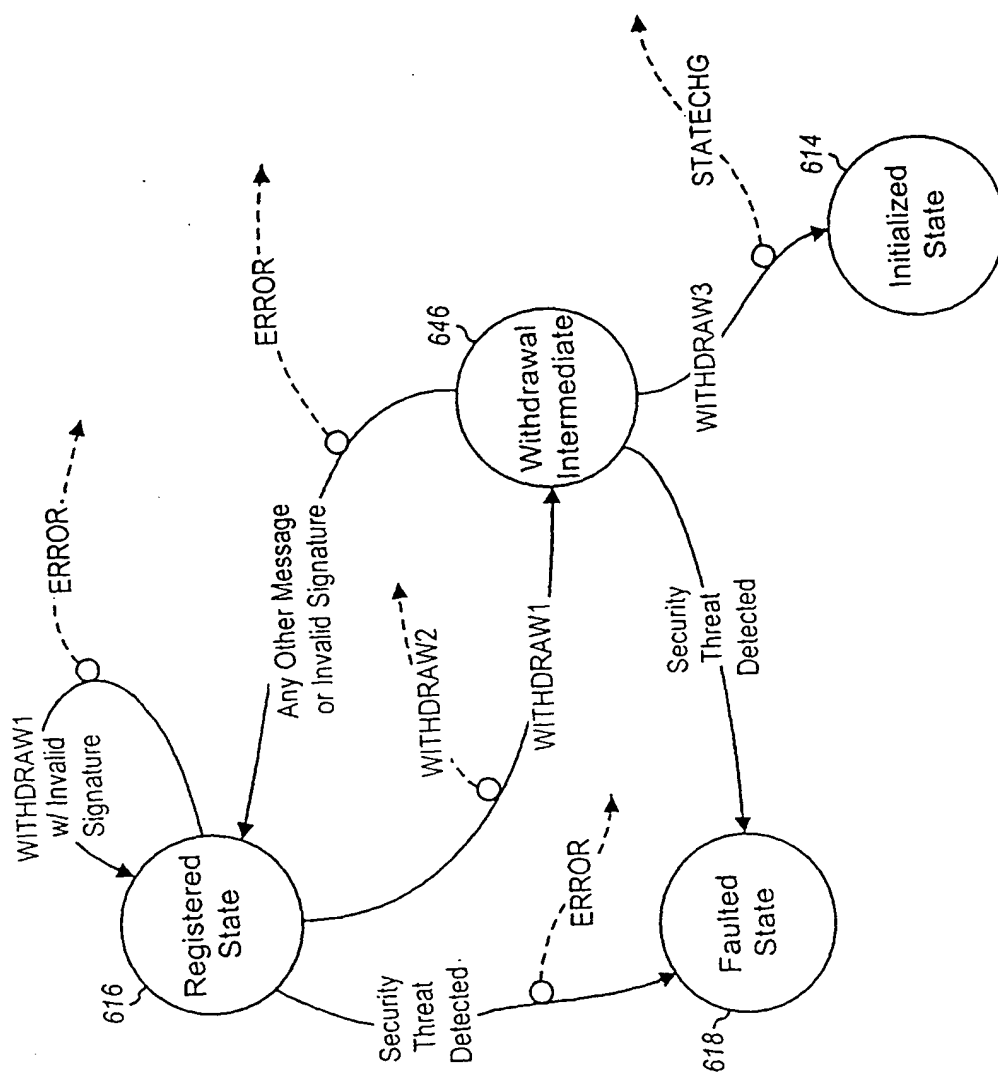 WITHDRAW1
w/ Invalid
Signature
ERROR
616
Registered
State
Any Other Message
or Invalid Signature
ERROR
WITHDRAW2
WITHDRAW1
646
Withdrawal
Intermediate
Security
Threat
Detected.
ERROR
618
Faulted
State
Security
Threat
Detected
WITHDRAW3
STATECHG
614
Initialized
State